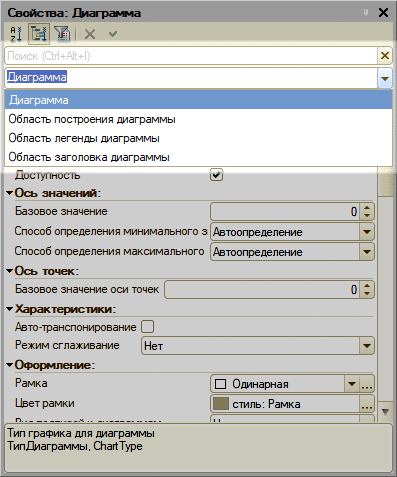 Свойства: Диаграмма
Поиск (Ctrl+Alt+I)
Диаграмма
Диаграмма
Область построения диаграммы
Область легенды диаграммы
Область заголовка диаграммы
Доступность
Ось значений:
Базовое значение 0
Способ определения минимального з Автоопределение
Способ определения максимального Автоопределение
Ось точек:
Базовое значение оси точек 0
Характеристики:
Авто-транспонирование
Режим сглаживание Нет
Оформление:
Рамка Одинарная ...
Цвет рамки стиль: Рамка ...
Тип графика для диаграммы
ТипДиаграммы, ChartType